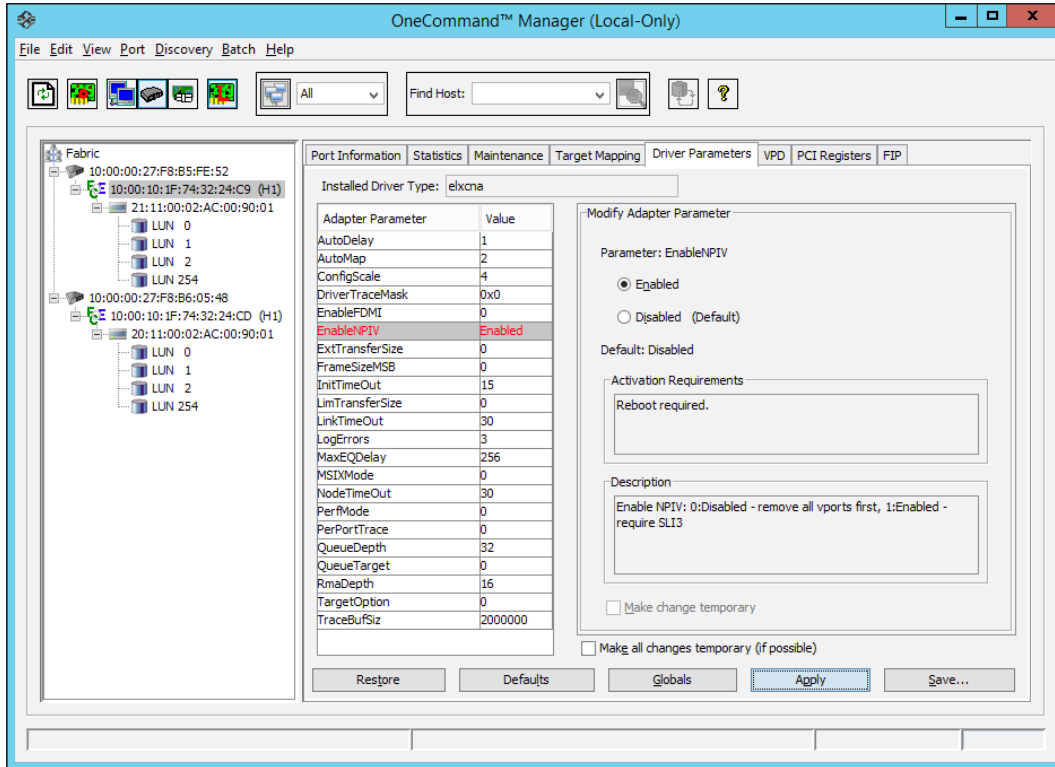 OneCommand™ Manager (Local-Only)
File Edit View Port Discovery Batch Help
All
Find Host:
Fabric
10:00:00:27:F8:B5:FE:52
10:00:10:1F:74:32:24:C9 (H1)
21:11:00:02:AC:00:90:01
LUN 0
LUN 1
LUN 2
LUN 254
10:00:00:27:F8:B6:05:48
10:00:10:1F:74:32:24:CD (H1)
20:11:00:02:AC:00:90:01
LUN 0
LUN 1
LUN 2
LUN 254
Port Information Statistics Maintenance Target Mapping Driver Parameters VPD PCI Registers FIP
Installed Driver Type: elxcna
Adapter Parameter Value
AutoDelay 1
AutoMap 2
ConfigScale 4
DriverTraceMask 0x0
EnableFDMI 0
EnableNPIV Enabled
ExtTransferSize 0
FrameSizeMSB 0
InitTimeOut 15
LimTransferSize 0
LinkTimeOut 30
LogErrors 3
MaxEQDelay 256
MSIXMode 0
NodeTimeOut 30
PerfMode 0
PerPortTrace 0
QueueDepth 32
QueueTarget 0
RmaDepth 16
TargetOption 0
TraceBufSiz 2000000
Modify Adapter Parameter
Parameter: EnableNPIV
Enabled
Disabled (Default)
Default: Disabled
Activation Requirements
Reboot required.
Description
Enable NPIV: 0:Disabled - remove all vports first, 1:Enabled -
require SLI3
Make change temporary
Make all changes temporary (if possible)
Restore Defaults Globals Apply Save...